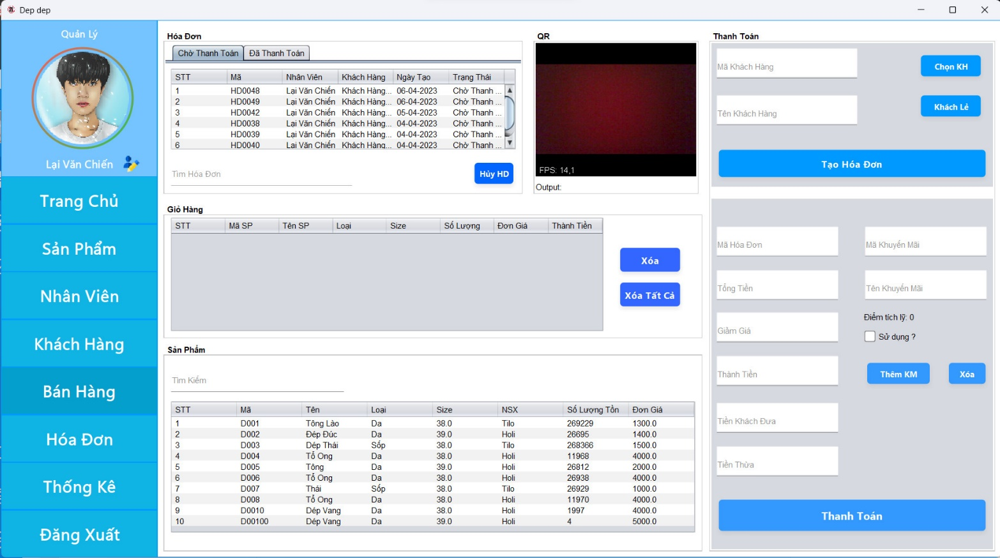 Dep dep
Quản Lý
Lại Văn Chiến
Trang Chủ
Sản Phẩm
Nhân Viên
Khách Hàng
Bán Hàng
Hóa Đơn
Thống Kê
Đăng Xuất
Hóa Đơn
Chờ Thanh Toán Đã Thanh Toán
STT Mã Nhân Viên Khách Hàng Ngày Tạo Trạng Thái
1 HD0048 Lại Văn Chiến Khách Hàng... 06-04-2023 Chờ Thanh ...
2 HD0049 Lại Văn Chiến Khách Hàng... 06-04-2023 Chờ Thanh ...
3 HD0042 Lại Văn Chiến Khách Hàng... 05-04-2023 Chờ Thanh ...
4 HD0038 Lại Văn Chiến Khách Hàng... 04-04-2023 Chờ Thanh ...
5 HD0039 Lại Văn Chiến Khách Hàng... 04-04-2023 Chờ Thanh ...
6 HD0040 Lại Văn Chiến Khách Hàng... 04-04-2023 Chờ Thanh ...
Tìm Hóa Đơn
Hủy HD
QR
FPS: 14,1
Output:
Giỏ Hàng
STT Mã SP Tên SP Loại Size Số Lượng Đơn Giá Thành Tiền
Xóa
Xóa Tất Cả
Sản Phẩm
Tìm Kiếm
STT Mã Tên Loại Size NSX Số Lượng Tồn Đơn Giá
1 D001 Tông Lào Da 38.0 Tilo 269229 1300.0
2 D002 Đép Đúc Da 39.0 Holi 26695 1400.0
3 D003 Dép Thái Sốp 38.0 Tilo 268366 1500.0
4 D004 Tổ Ong Da 38.0 Holi 11968 4000.0
5 D005 Tông Da 39.0 Holi 26812 2000.0
6 D006 Tổ Ong Da 38.0 Holi 26938 4000.0
7 D007 Thái Sốp 38.0 Tilo 26929 1000.0
8 D008 Tổ Ong Da 38.0 Holi 11970 4000.0
9 D0010 Dép Vang Da 38.0 Holi 1997 4000.0
10 D00100 Dép Vang Da 39.0 Holi 4 5000.0
Thanh Toán
Mã Khách Hàng
Chọn KH
Tên Khách Hàng
Khách Lẻ
Tạo Hóa Đơn
Mã Hóa Đơn
Mã Khuyến Mãi
Tổng Tiền
Tên Khuyến Mãi
Giảm Giá
Điểm tích lỹ: 0
Sử dụng ?
Thành Tiền
Thêm KM
Xóa
Tiền Khách Đưa
Tiền Thừa
Thanh Toán